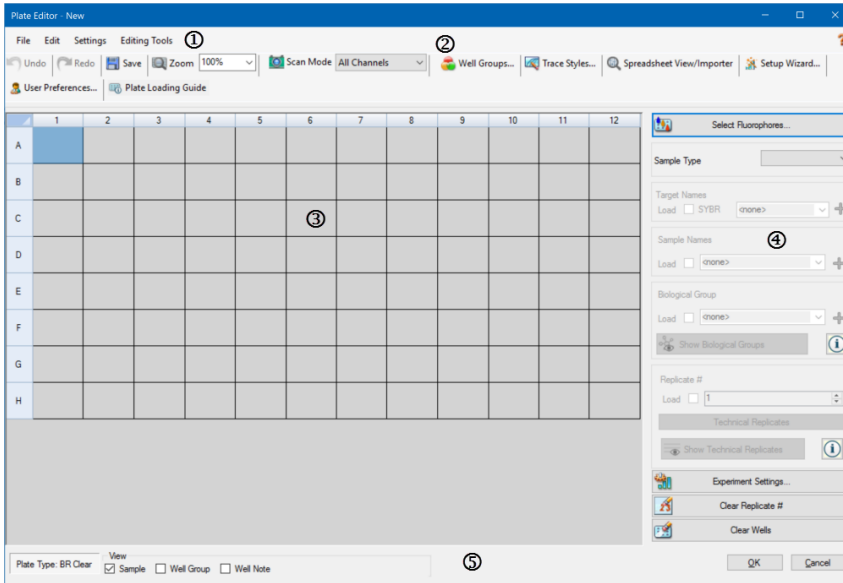 Plate Editor - New
File Edit Settings Editing Tools ①
②
Undo Redo Save Zoom 100% Scan Mode All Channels Well Groups... Trace Styles... Spreadsheet View/Importer Setup Wizard...
User Preferences... Plate Loading Guide
1 2 3 4 5 6 7 8 9 10 11 12
Select Fluorophores...
A
Sample Type
B
Target Names
Load SYBR <none>
C
③
Sample Names
④
D
Load <none>
E
Biological Group
Load <none>
F
Show Biological Groups
G
Replicate #
H
Load 1
Technical Replicates
Show Technical Replicates
Experiment Settings...
Clear Replicate #
Clear Wells
Plate Type: BR Clear
View
Sample Well Group Well Note
⑤
OK Cancel